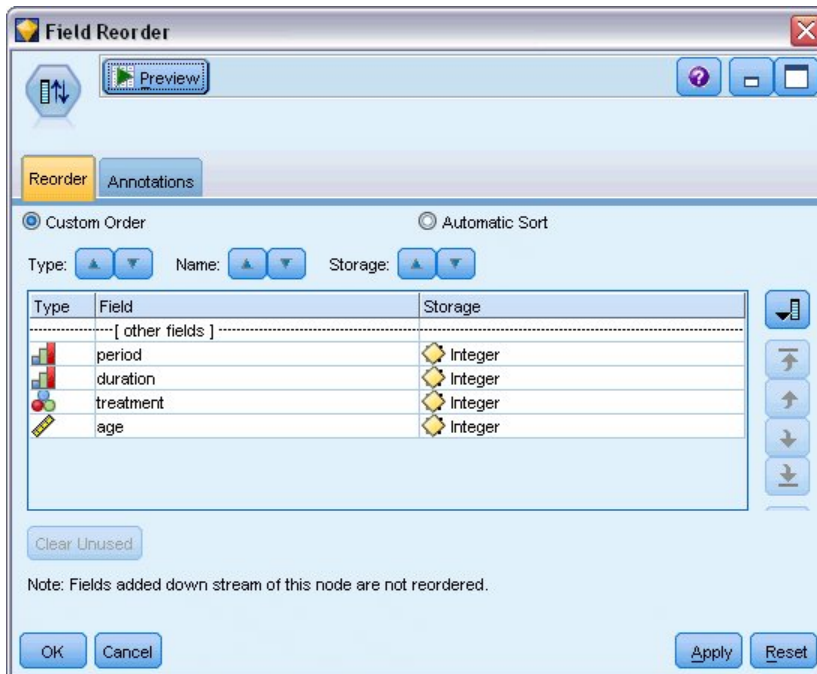 Field Reorder
Preview
Reorder Annotations
Custom Order Automatic Sort
Type: Name: Storage:
Type Field Storage
[ other fields ]
period Integer
duration Integer
treatment Integer
age Integer
Clear Unused
Note: Fields added down stream of this node are not reordered.
OK Cancel Apply Reset